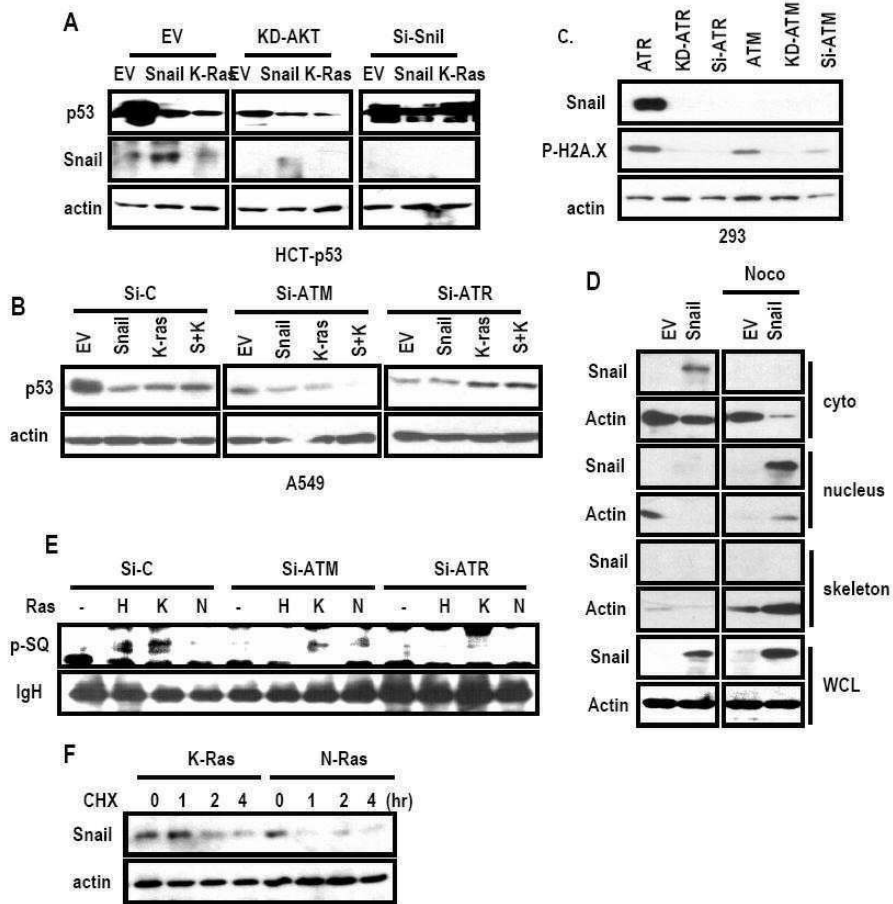 A
EV KD-AKT Si-Snil
EV Snail K-Ras EV Snail K-Ras EV Snail K-Ras
p53
Snail
actin
HCT-p53
C.
ATR KD-ATR Si-ATR ATM KD-ATM Si-ATM
Snail
P-H2A.X
actin
293
B
Si-C Si-ATM Si-ATR
EV Snail K-ras S+K EV Snail K-ras S+K EV Snail K-ras S+K
p53
actin
A549
D
Noco
EV Snail EV Snail
Snail
Actin
cyto
Snail
Actin
nucleus
Snail
Actin
skeleton
Snail
Actin
WCL
E
Si-C Si-ATM Si-ATR
Ras - H K N - H K N - H K N
p-SQ
IgH
F
K-Ras N-Ras
CHX 0 1 2 4 0 1 2 4 (hr)
Snail
actin